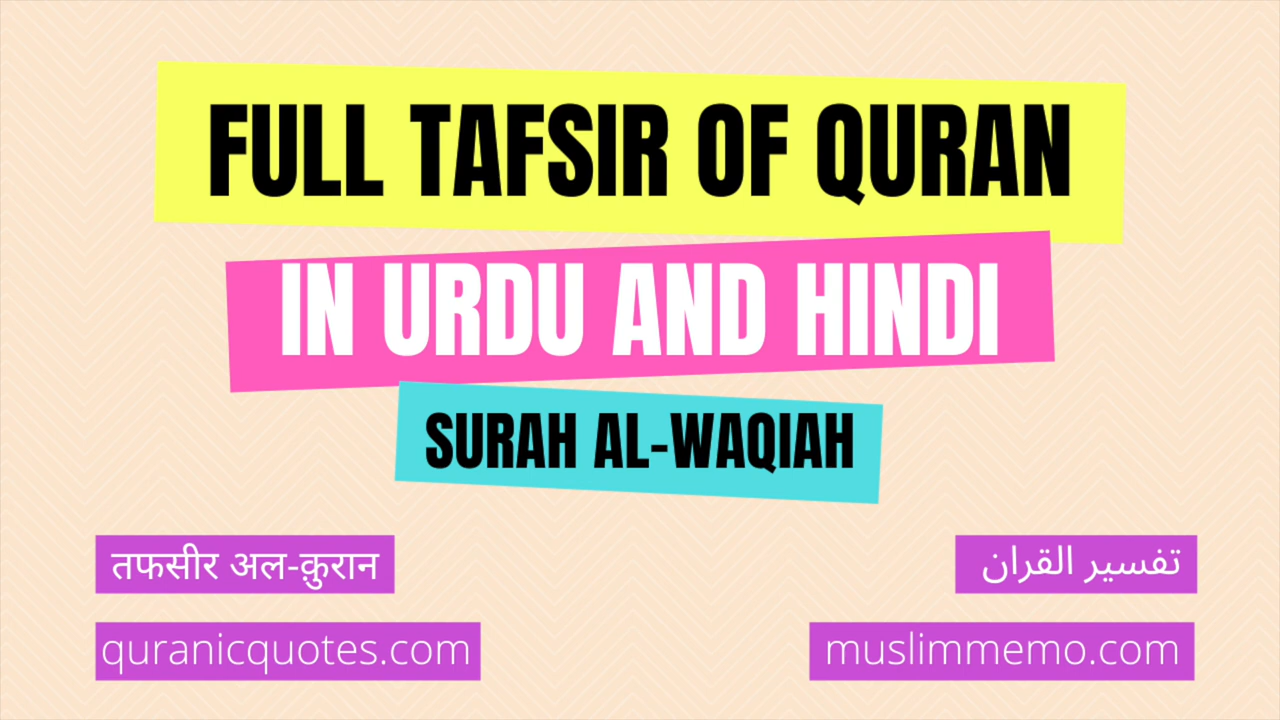 FULL TAFSIR OF QURAN
IN URDU AND HINDI
SURAH AL-WAQIAH
तफसीर अल-क़ुरान
تفسير القران
quranicquotes.com
muslimmemo.com